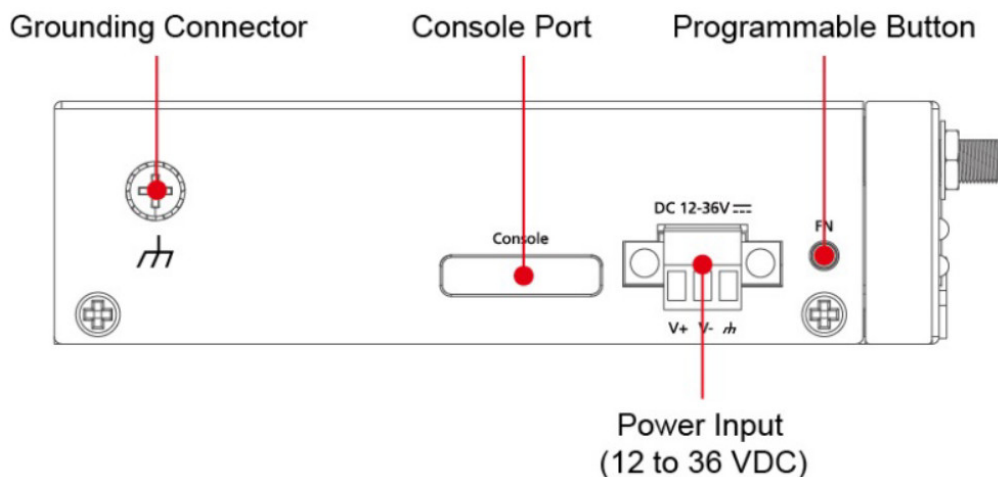 Grounding Connector
Console Port
Programmable Button
DC 12-36V
FN
Console
V+ V-
Power Input
(12 to 36 VDC)